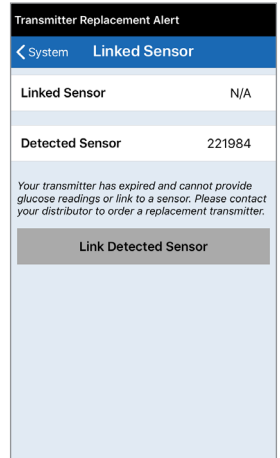 Transmitter Replacement Alert
System Linked Sensor
Linked Sensor N/A
Detected Sensor 221984
Your transmitter has expired and cannot provide
glucose readings or link to a sensor. Please contact
your distributor to order a replacement transmitter.
Link Detected Sensor